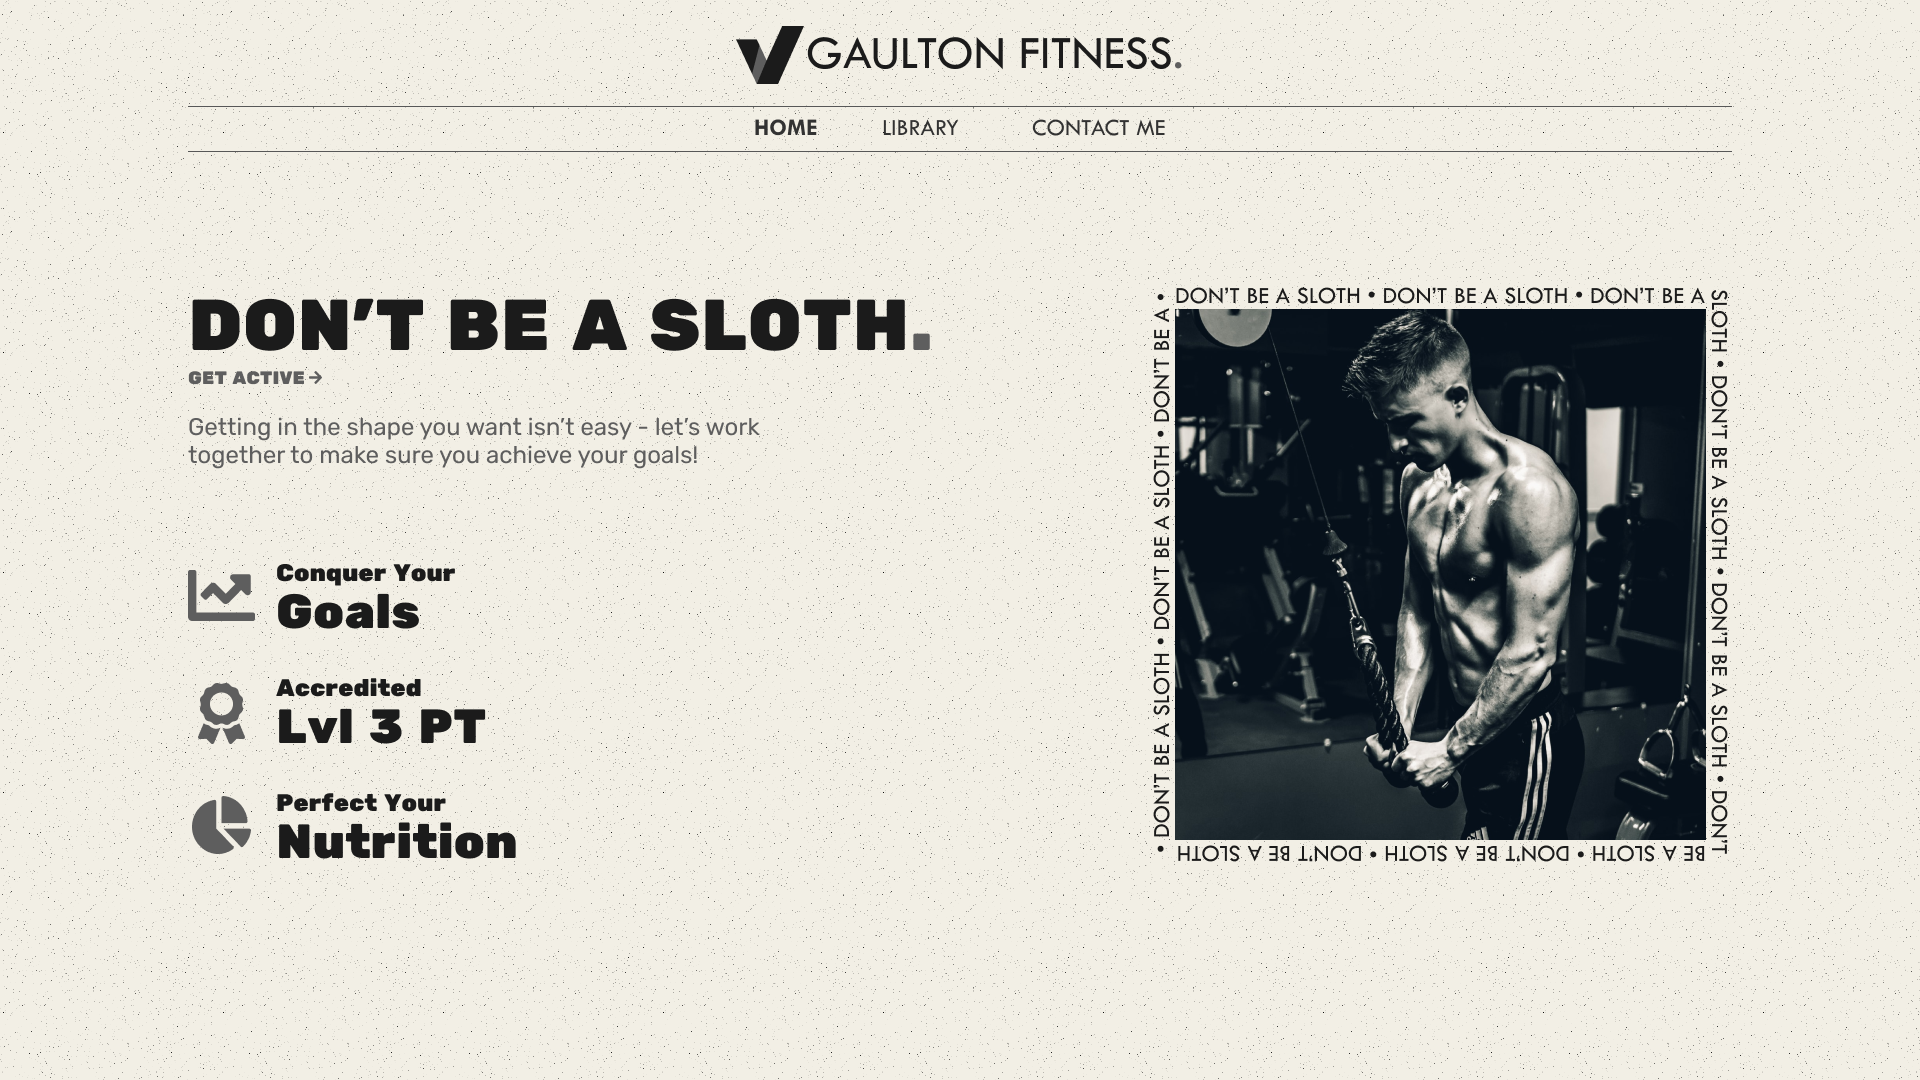 GAULTON FITNESS.
HOME LIBRARY CONTACT ME
DON’T BE A SLOTH.
GET ACTIVE→
Getting in the shape you want isn’t easy - let’s work
together to make sure you achieve your goals!
Conquer Your
Goals
Accredited
Lvl 3 PT
Perfect Your
Nutrition
DON’T BE A SLOTH • DON’T BE A SLOTH • DON’T BE A
SLOTH • DON’T BE A SLOTH • DON’T BE A SLOTH • DON’T
BE A SLOTH • DON’T BE A SLOTH • DON’T BE A SLOTH
• DON’T BE A SLOTH • DON’T BE A SLOTH • DON’T BE A •